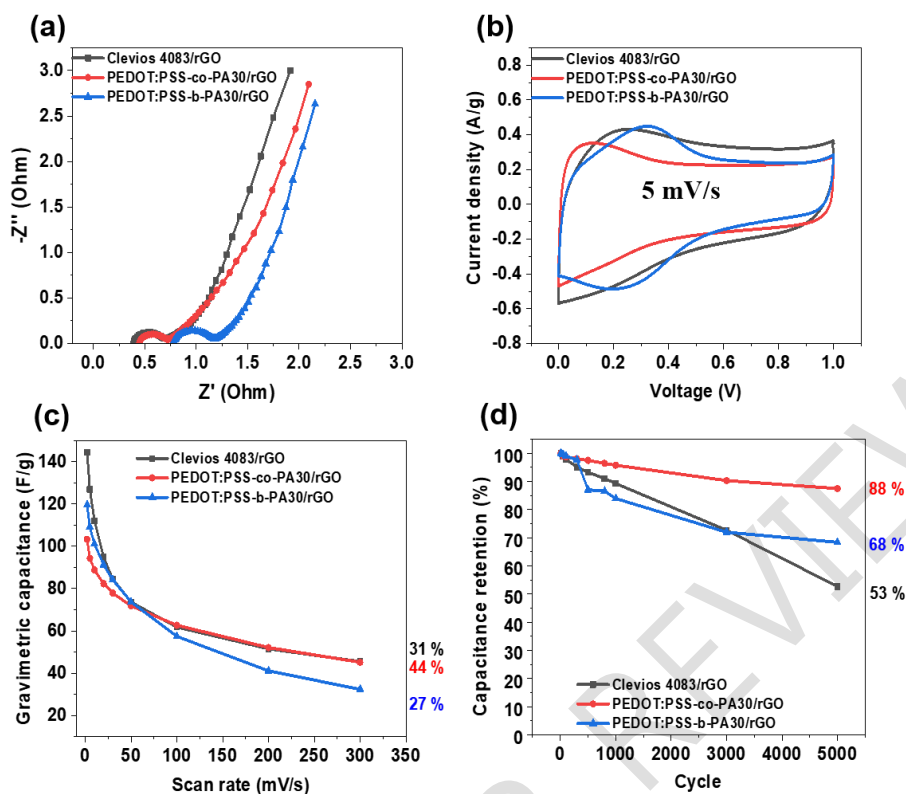 (a)
Clevios 4083/rGO
PEDOT:PSS-co-PA30/rGO
PEDOT:PSS-b-PA30/rGO
-Z'' (Ohm)
3.0
2.5
2.0
1.5
1.0
0.5
0.0
0.0 0.5 1.0 1.5 2.0 2.5 3.0
Z' (Ohm)
(b)
Clevios 4083/rGO
PEDOT:PSS-co-PA30/rGO
PEDOT:PSS-b-PA30/rGO
5 mV/s
Current density (A/g)
0.8
0.6
0.4
0.2
0.0
-0.2
-0.4
-0.6
-0.8
0.0 0.2 0.4 0.6 0.8 1.0
Voltage (V)
(c)
Clevios 4083/rGO
PEDOT:PSS-co-PA30/rGO
PEDOT:PSS-b-PA30/rGO
Gravimetric capacitance (F/g)
140
120
100
80
60
40
20
31 %
44 %
27 %
0 50 100 150 200 250 300 350
Scan rate (mV/s)
(d)
Capacitance retention (%)
100
90
80
70
60
50
40
30
20
10
0
88 %
68 %
53 %
Clevios 4083/rGO
PEDOT:PSS-co-PA30/rGO
PEDOT:PSS-b-PA30/rGO
0 1000 2000 3000 4000 5000
Cycle
REVIEW